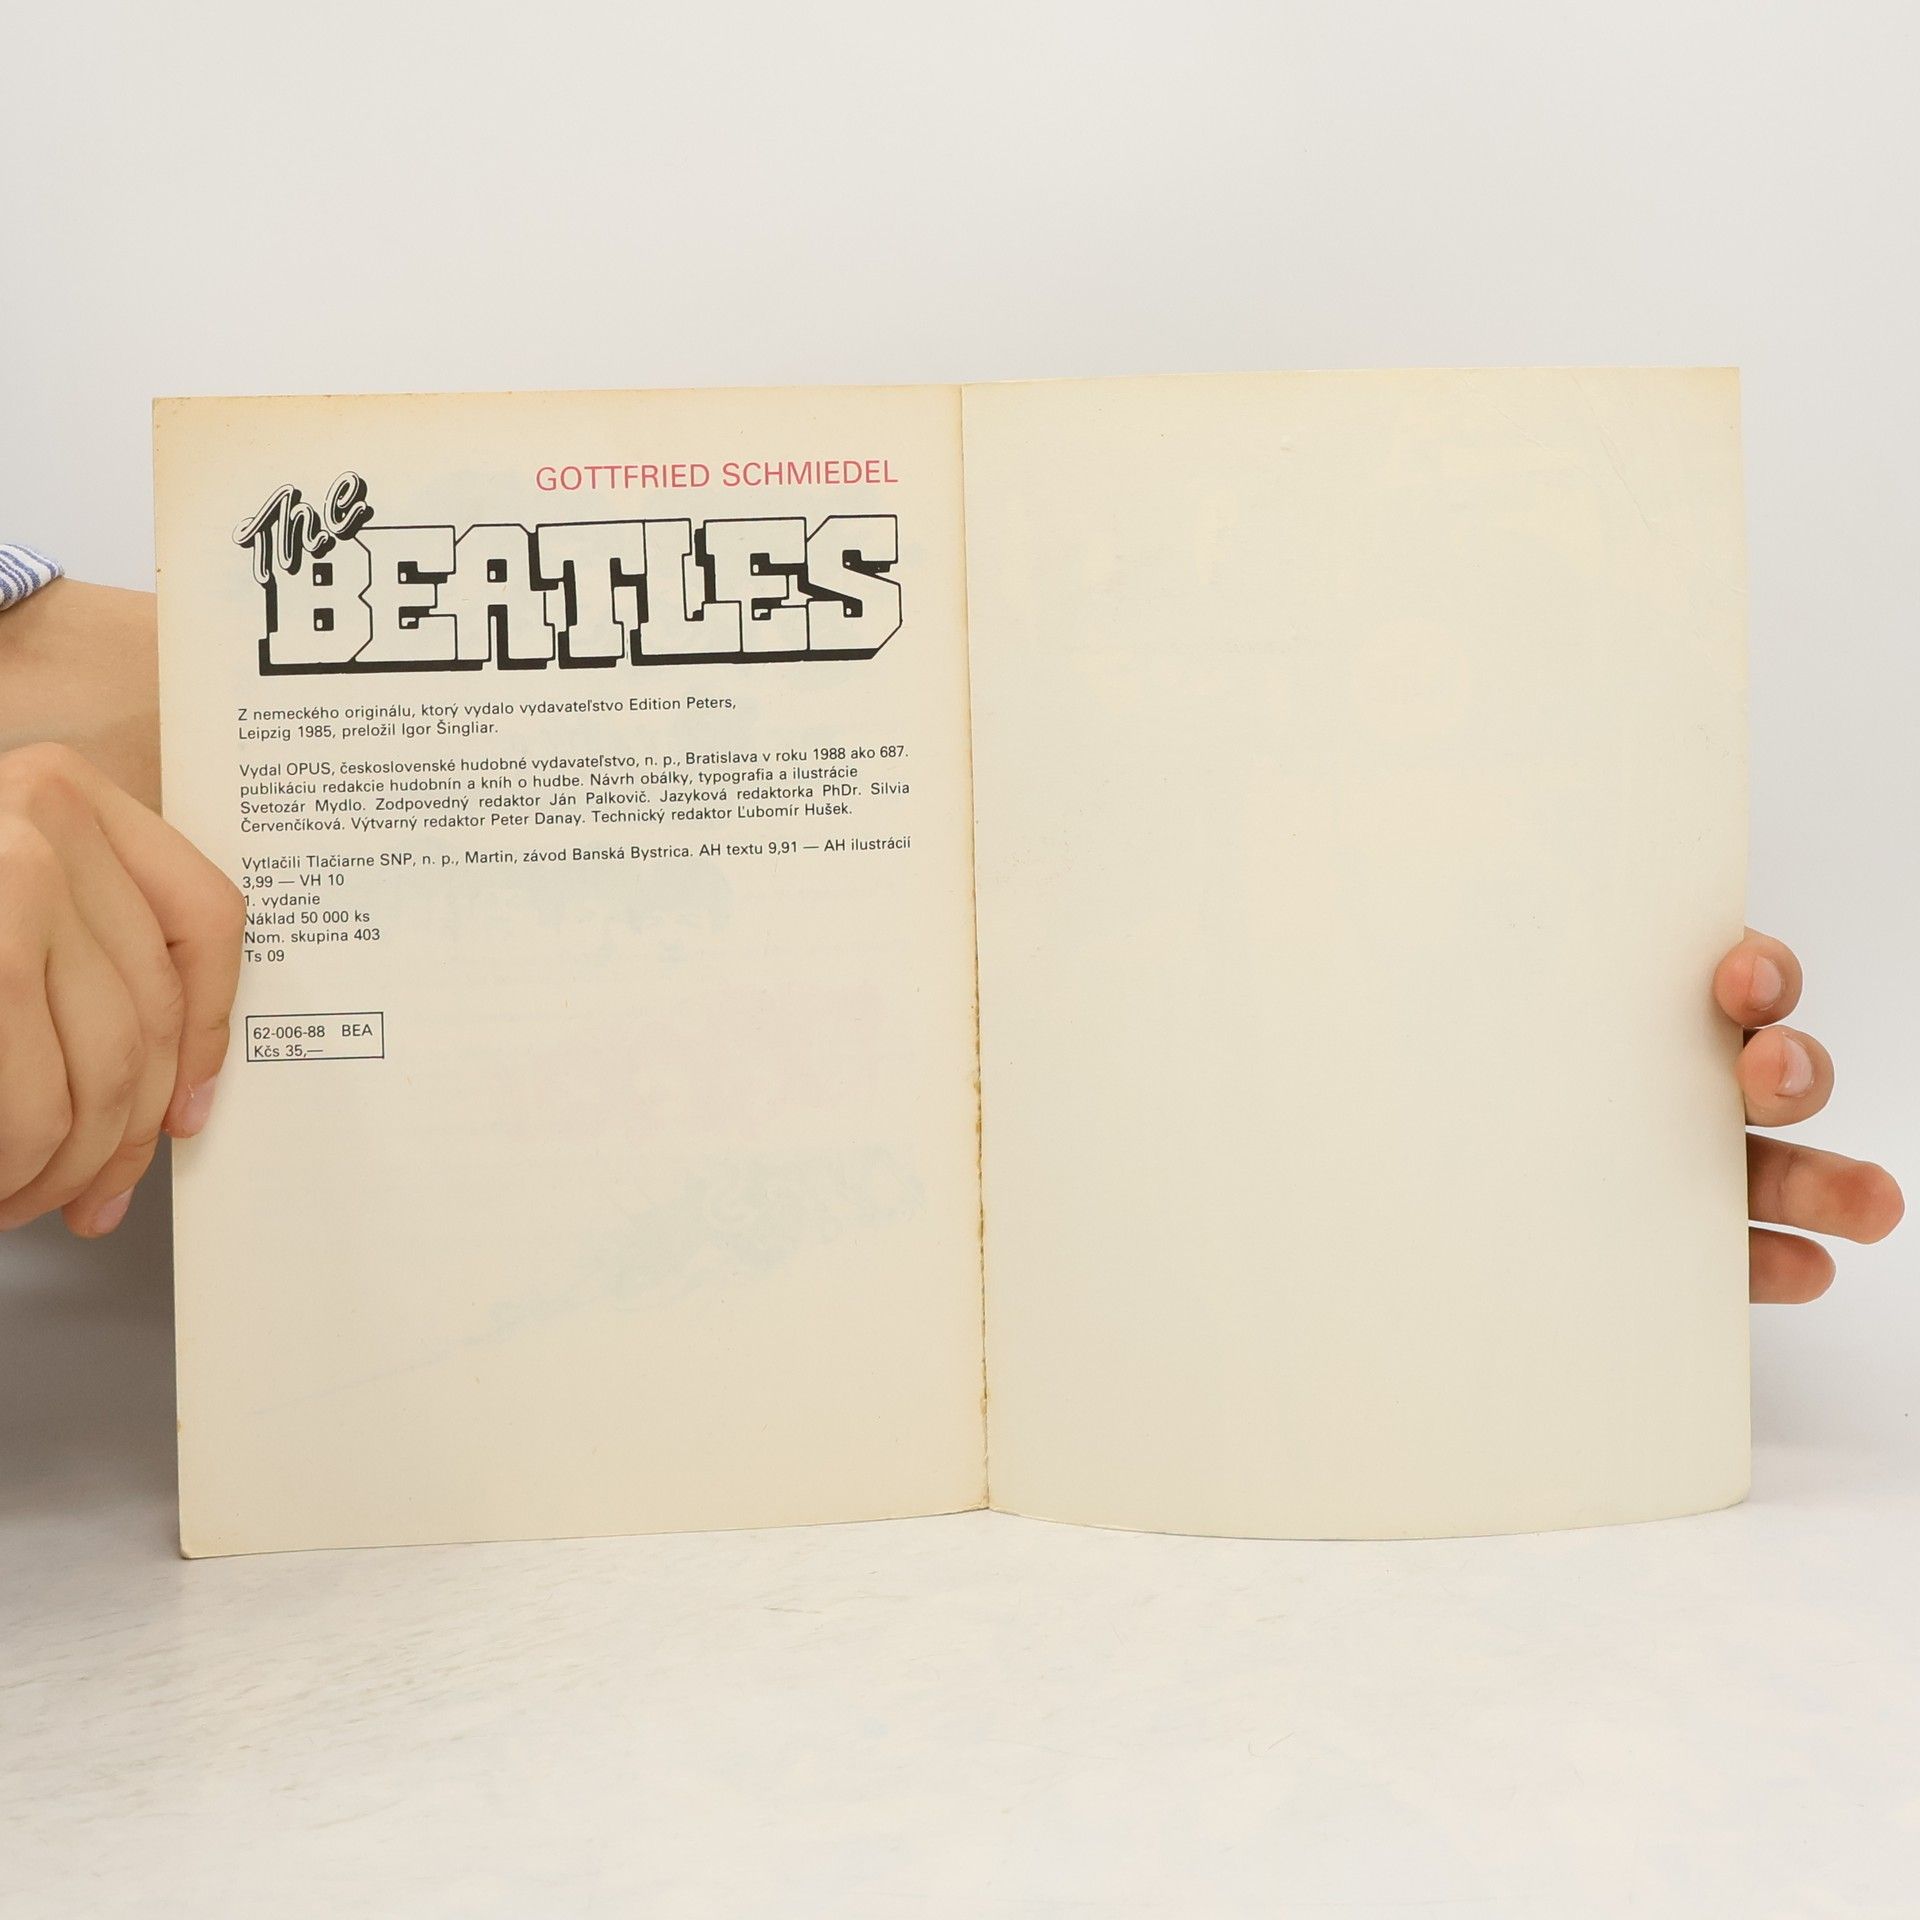 GOTTFRIED SCHMIEDEL
The
BEATLES
Z nemeckého originálu, ktorý vydalo vydavateľstvo Edition Peters,
Leipzig 1985, preložil Igor Šingliar.
Vydal OPUS, československé hudobné vydavateľstvo, n. p., Bratislava v roku 1988 ako 687.
publikáciu redakcie hudobnín a kníh o hudbe. Návrh obálky, typografia a ilustrácie
Svetozár Mydlo. Zodpovedný redaktor Ján Palkovič. Jazyková redaktorka PhDr. Silvia
Červenčíková. Výtvarný redaktor Peter Danay. Technický redaktor Ľubomír Hušek.
Vytlačili Tlačiarne SNP, n. p., Martin, závod Banská Bystrica. AH textu 9,91 — AH ilustrácií
3,99 — VH 10
1. vydanie
Náklad 50 000 ks
Nom. skupina 403
Ts 09
62-006-88 BEA
Kčs 35,—